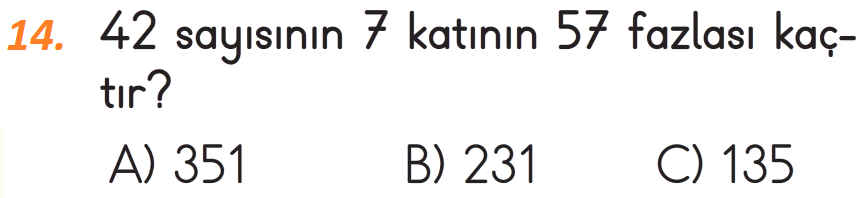 14. 42 sayısının 7 katının 57 fazlası kaç-
tır?
A) 351 B) 231 C) 135